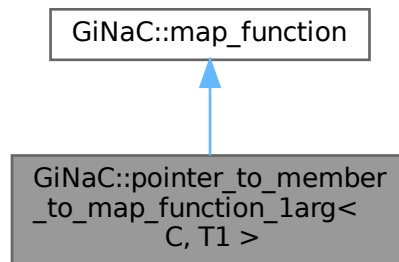 GiNaC::map_function
GiNaC::pointer_to_member
_to_map_function_1arg<
C, T1 >